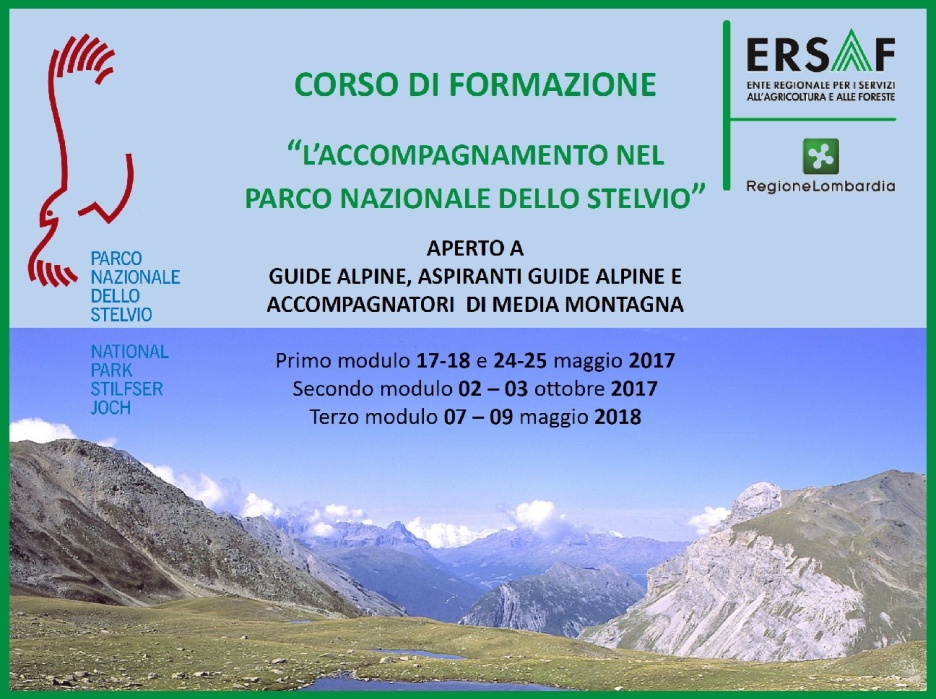 CORSO DI FORMAZIONE
“L’ACCOMPAGNAMENTO NEL
PARCO NAZIONALE DELLO STELVIO”
APERTO A
GUIDE ALPINE, ASPIRANTI GUIDE ALPINE E
ACCOMPAGNATORI DI MEDIA MONTAGNA
ERSAF
ENTE REGIONALE PER I SERVIZI
ALL'AGRICOLTURA E ALLE FORESTE
RegioneLombardia
PARCO
NAZIONALE
DELLO
STELVIO
NATIONAL
PARK
STILFSER
JOCH
Primo modulo 17-18 e 24-25 maggio 2017
Secondo modulo 02 – 03 ottobre 2017
Terzo modulo 07 – 09 maggio 2018